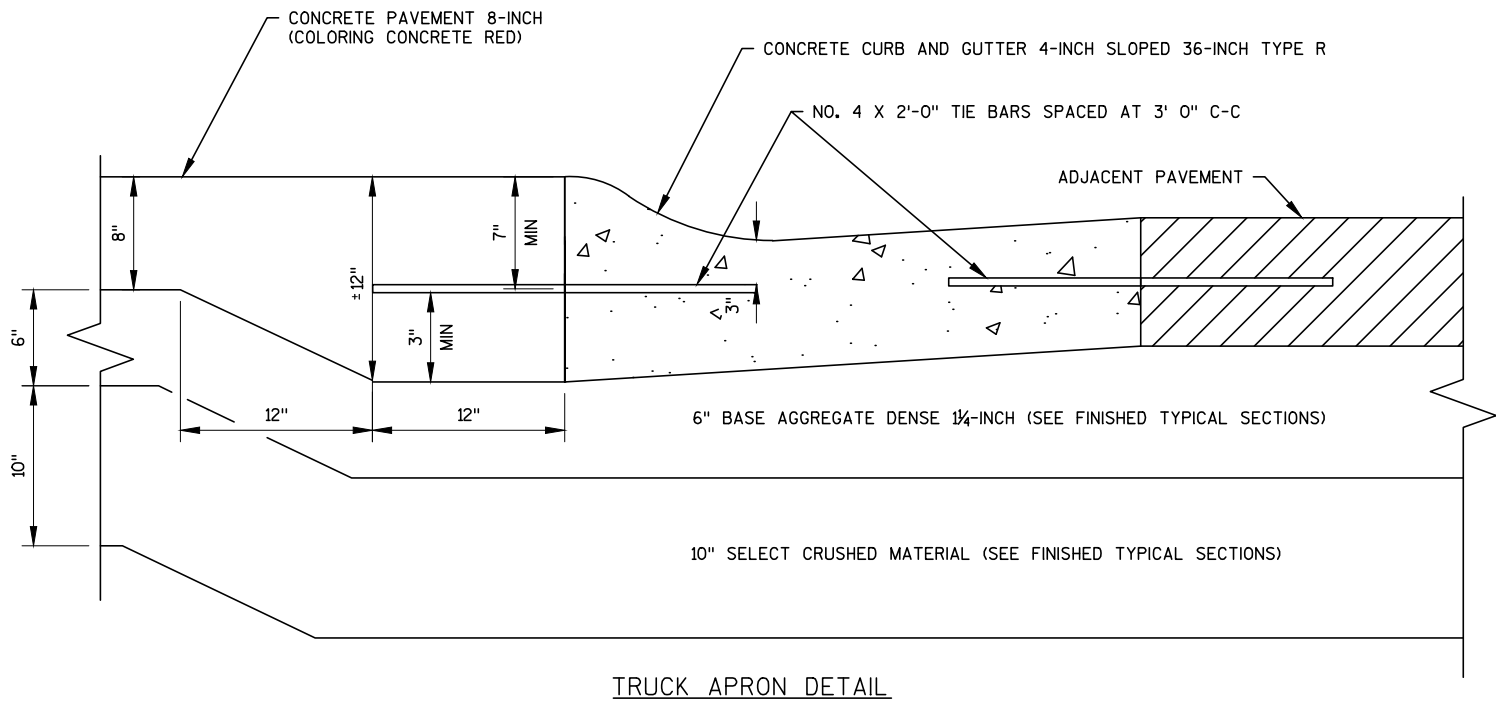 CONCRETE PAVEMENT 8-INCH
(COLORING CONCRETE RED)
CONCRETE CURB AND GUTTER 4-INCH SLOPED 36-INCH TYPE R
NO. 4 X 2'-0" TIE BARS SPACED AT 3' 0" C-C
ADJACENT PAVEMENT
8"
7"
MIN
±12"
3"
6"
3"
MIN
12"
12"
6" BASE AGGREGATE DENSE 1¼-INCH (SEE FINISHED TYPICAL SECTIONS)
10"
10" SELECT CRUSHED MATERIAL (SEE FINISHED TYPICAL SECTIONS)
TRUCK APRON DETAIL